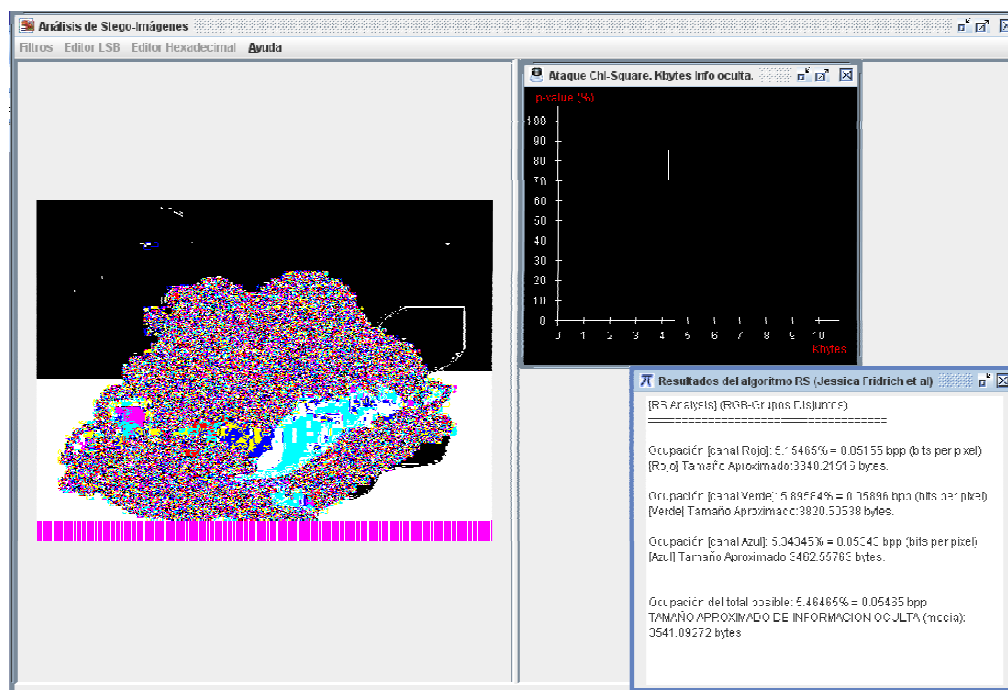 Análisis de Stego-Imágenes
Filtros Editor LSB Editor Hexadecimal Ayuda
Ataque Chi-Square. Kbytes Info oculta.
p-value (%)
100
90
80
70
60
50
40
30
20
10
0
0 1 2 3 4 5 6 7 8 9 10
Kbytes
Resultados del algoritmo RS (Jessica Fridrich et al)
[RS Analysis] (RGB-Grupos Disjuntos)
====================================
Ocupación [canal Rojo]: 5.15465% = 0.05155 bpp (bits per pixel)
[Rojo] Tamaño Aproximado:3340.21516 bytes.
Ocupación [canal Verde]: 5.89584% = 0.05896 bpp (bits per pixel)
[Verde] Tamaño Aproximado:3820.50538 bytes.
Ocupación [canal Azul]: 5.34345% = 0.05343 bpp (bits per pixel)
[Azul] Tamaño Aproximado:3462.55763 bytes.
Ocupación del total posible: 5.46465% = 0.05465 bpp
TAMAÑO APROXIMADO DE INFORMACION OCULTA (media):
3541.09272 bytes